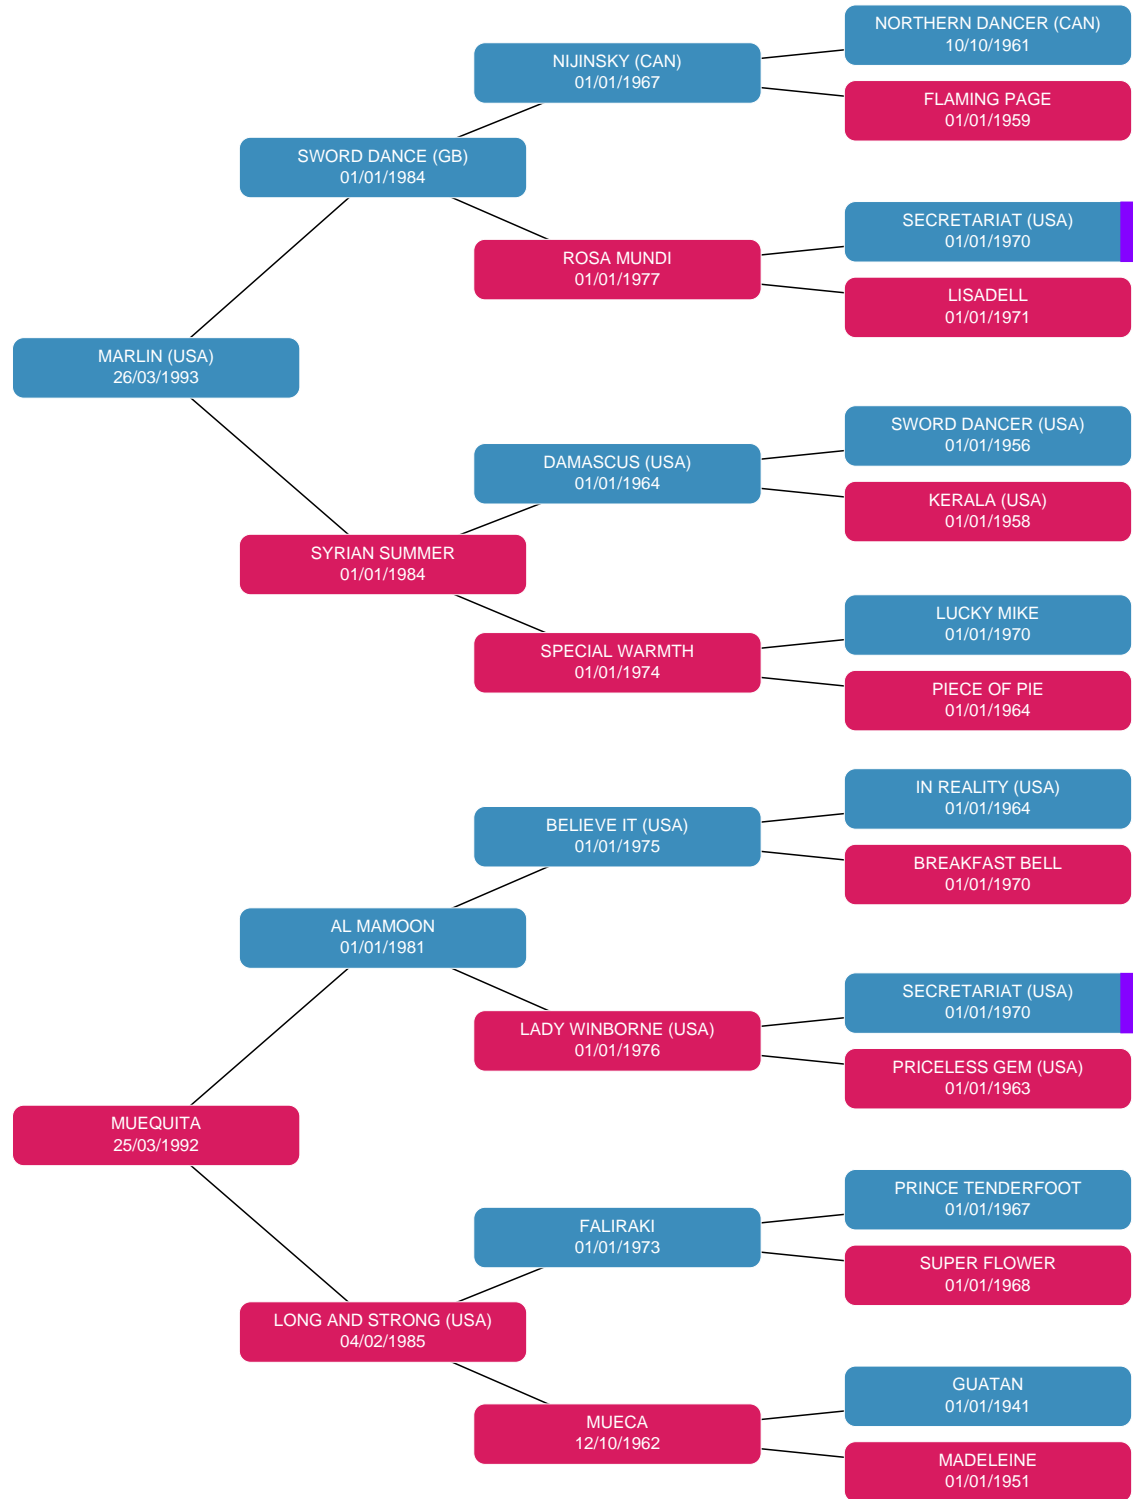 NORTHERN DANCER (CAN)
10/10/1961
NIJINSKY (CAN)
01/01/1967
FLAMING PAGE
01/01/1959
SWORD DANCE (GB)
01/01/1984
SECRETARIAT (USA)
01/01/1970
ROSA MUNDI
01/01/1977
LISADELL
01/01/1971
MARLIN (USA)
26/03/1993
SWORD DANCER (USA)
01/01/1956
DAMASCUS (USA)
01/01/1964
KERALA (USA)
01/01/1958
SYRIAN SUMMER
01/01/1984
LUCKY MIKE
01/01/1970
SPECIAL WARMTH
01/01/1974
PIECE OF PIE
01/01/1964
IN REALITY (USA)
01/01/1964
BELIEVE IT (USA)
01/01/1975
BREAKFAST BELL
01/01/1970
AL MAMOON
01/01/1981
SECRETARIAT (USA)
01/01/1970
LADY WINBORNE (USA)
01/01/1976
PRICELESS GEM (USA)
01/01/1963
MUEQUITA
25/03/1992
PRINCE TENDERFOOT
01/01/1967
FALIRAKI
01/01/1973
SUPER FLOWER
01/01/1968
LONG AND STRONG (USA)
04/02/1985
GUATAN
01/01/1941
MUECA
12/10/1962
MADELEINE
01/01/1951